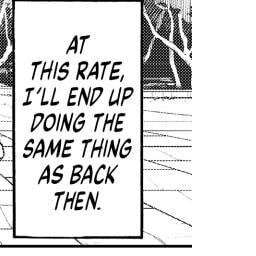 AT
THIS RATE,
I'LL END UP
DOING THE
SAME THING
AS BACK
THEN.